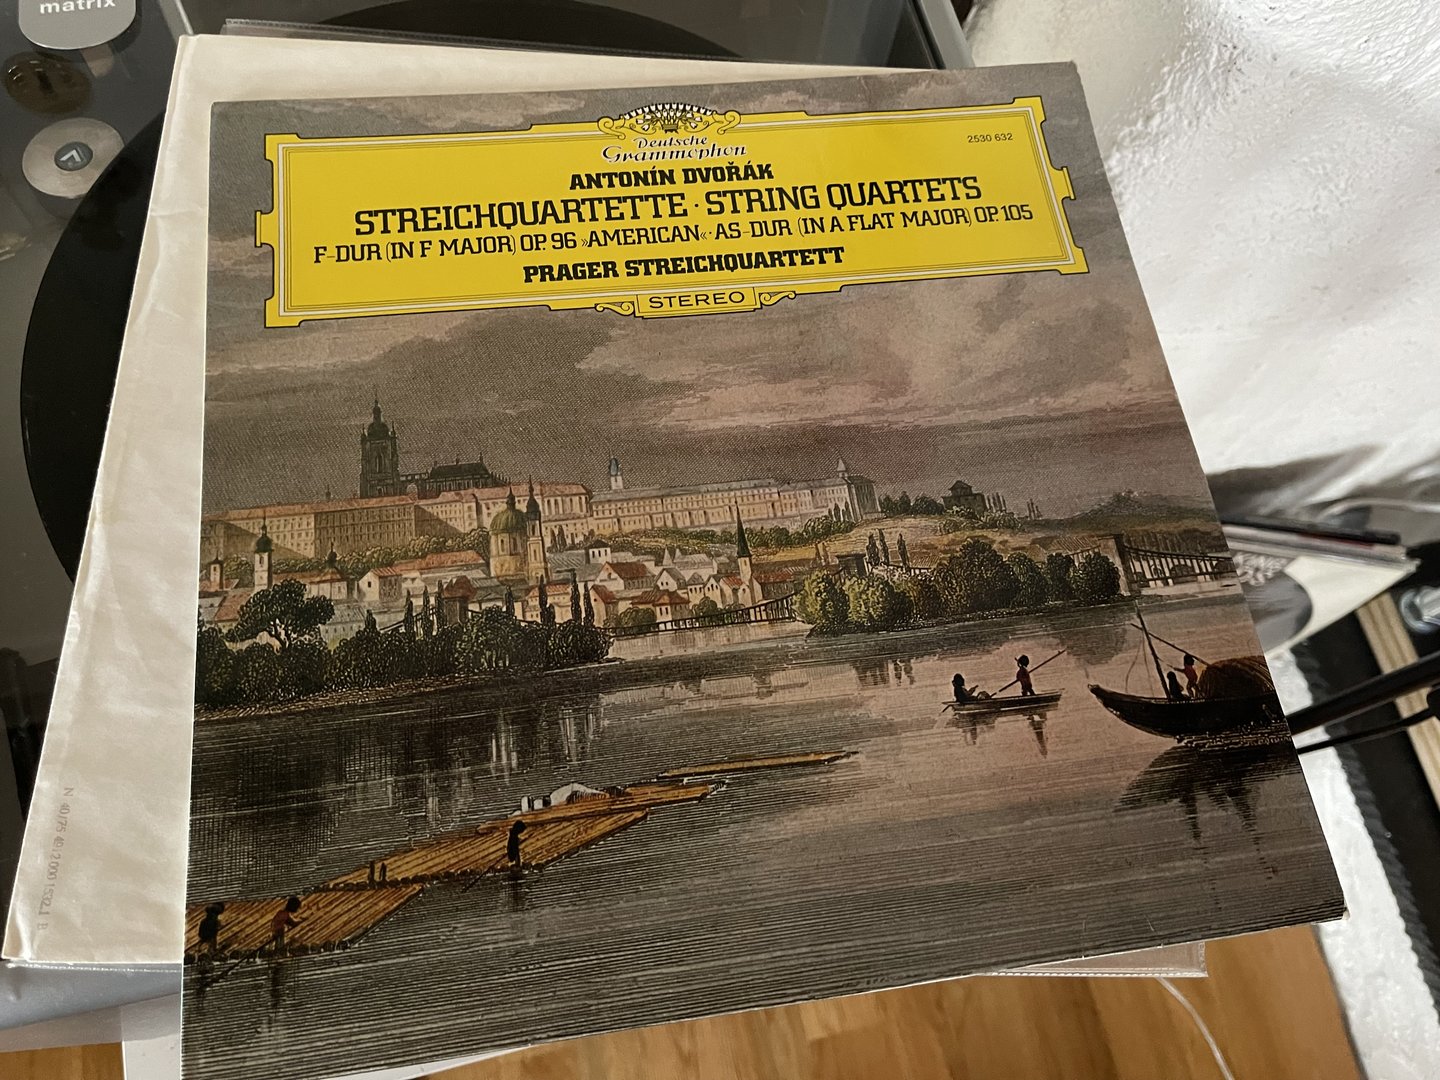 matrix
Deutsche
Grammophon
2530 632
ANTONÍN DVOŘÁK
STREICHQUARTETTE · STRING QUARTETS
F-DUR (IN F MAJOR) OP. 96 »AMERICAN« · AS-DUR (IN A FLAT MAJOR) OP. 105
PRAGER STREICHQUARTETT
STEREO